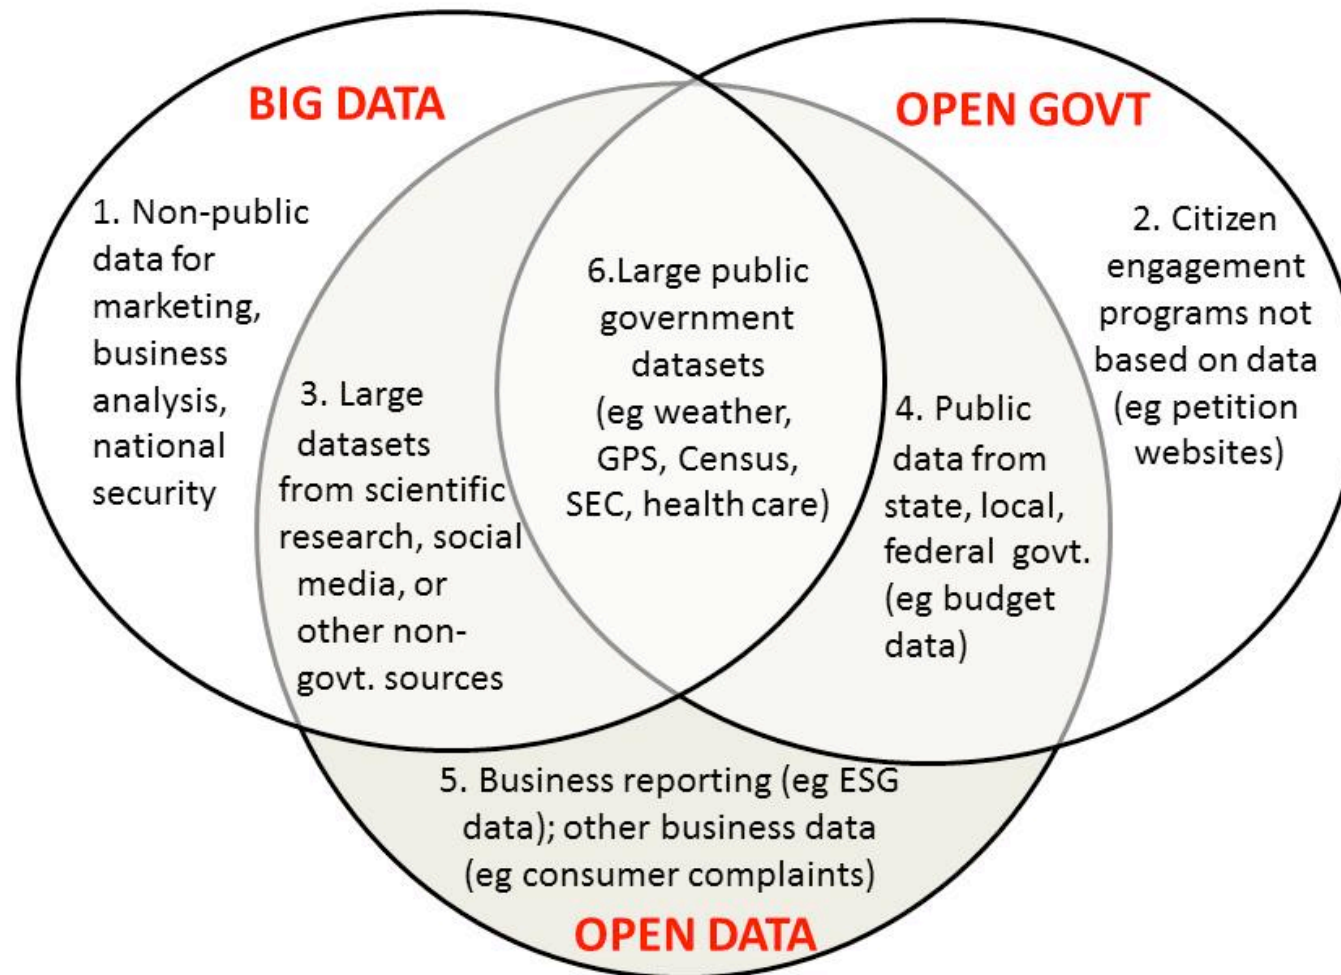 BIG DATA
OPEN GOVT
1. Non-public
data for
marketing,
business
analysis,
national
security
2. Citizen
engagement
programs not
based on data
(eg petition
websites)
3. Large
datasets
from scientific
research, social
media, or
other non-
govt. sources
6.Large public
government
datasets
(eg weather,
GPS, Census,
SEC, health care)
4. Public
data from
state, local,
federal govt.
(eg budget
data)
5. Business reporting (eg ESG
data); other business data
(eg consumer complaints)
OPEN DATA